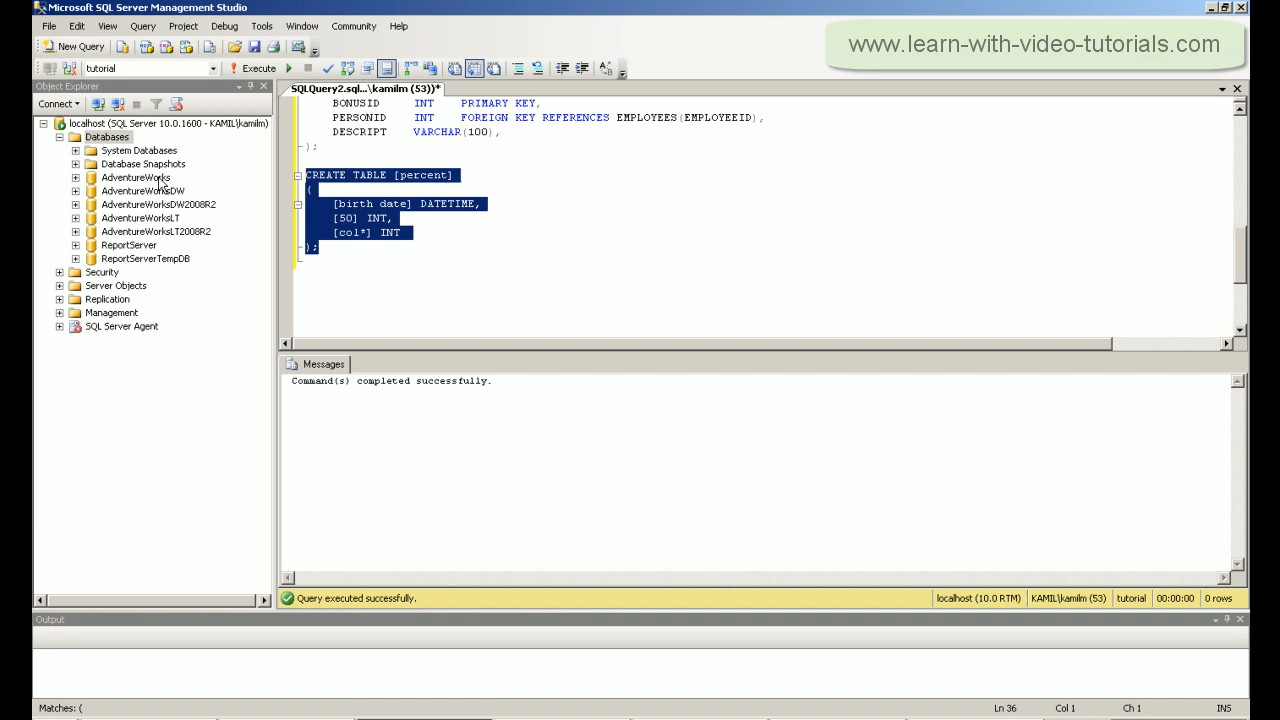 Microsoft SQL Server Management Studio
File Edit View Query Project Debug Tools Window Community Help
www.learn-with-video-tutorials.com
New Query
tutorial
Execute
Object Explorer
SQLQuery2.sql...\kamilm (53))*
Connect
localhost (SQL Server 10.0.1600 - KAMIL\kamilm)
Databases
System Databases
Database Snapshots
AdventureWorks
AdventureWorksDW
AdventureWorksDW2008R2
AdventureWorksLT
AdventureWorksLT2008R2
ReportServer
ReportServerTempDB
Security
Server Objects
Replication
Management
SQL Server Agent
BONUSID INT PRIMARY KEY,
PERSONID INT FOREIGN KEY REFERENCES EMPLOYEES(EMPLOYEEID),
DESCRIPT VARCHAR(100),
);
CREATE TABLE [percent]
(
[birth date] DATETIME,
[50] INT,
[col*] INT
);
Messages
Command(s) completed successfully.
Query executed successfully.
localhost (10.0 RTM) KAMIL\kamilm (53) tutorial 00:00:00 0 rows
Output
Matches: (
Ln 36 Col 1 Ch 1 INS